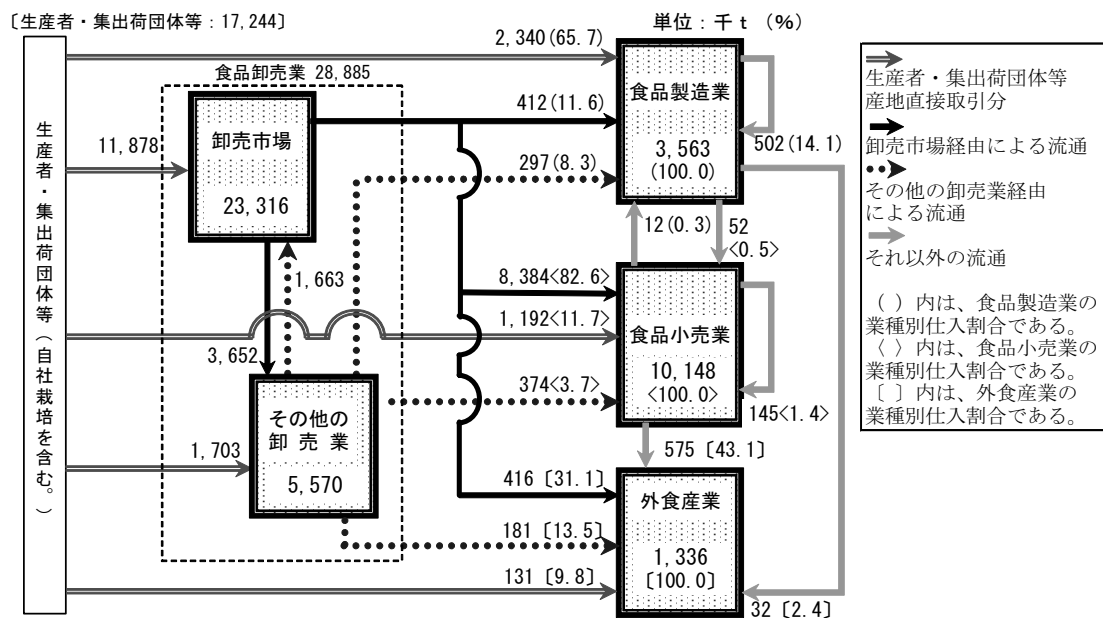 〔生産者・集出荷団体等：17,244〕
単位：千ｔ（％）
生産者・集出荷団体等（自社栽培を含む。）
食品卸売業 28,885
卸売市場
23,316
その他の
卸売業
5,570
11,878
1,663
3,652
1,703
2,340(65.7)
412(11.6)
297(8.3)
食品製造業
3,563
(100.0)
502(14.1)
12(0.3)
52
<0.5>
8,384<82.6>
1,192<11.7>
374<3.7>
食品小売業
10,148
<100.0>
145<1.4>
575〔43.1〕
416〔31.1〕
181〔13.5〕
131〔9.8〕
外食産業
1,336
〔100.0〕
32〔2.4〕
生産者・集出荷団体等
産地直接取引分
卸売市場経由による流通
その他の卸売業経由
による流通
それ以外の流通
（ ）内は、食品製造業の
業種別仕入割合である。
〈 〉内は、食品小売業の
業種別仕入割合である。
〔 〕内は、外食産業の
業種別仕入割合である。